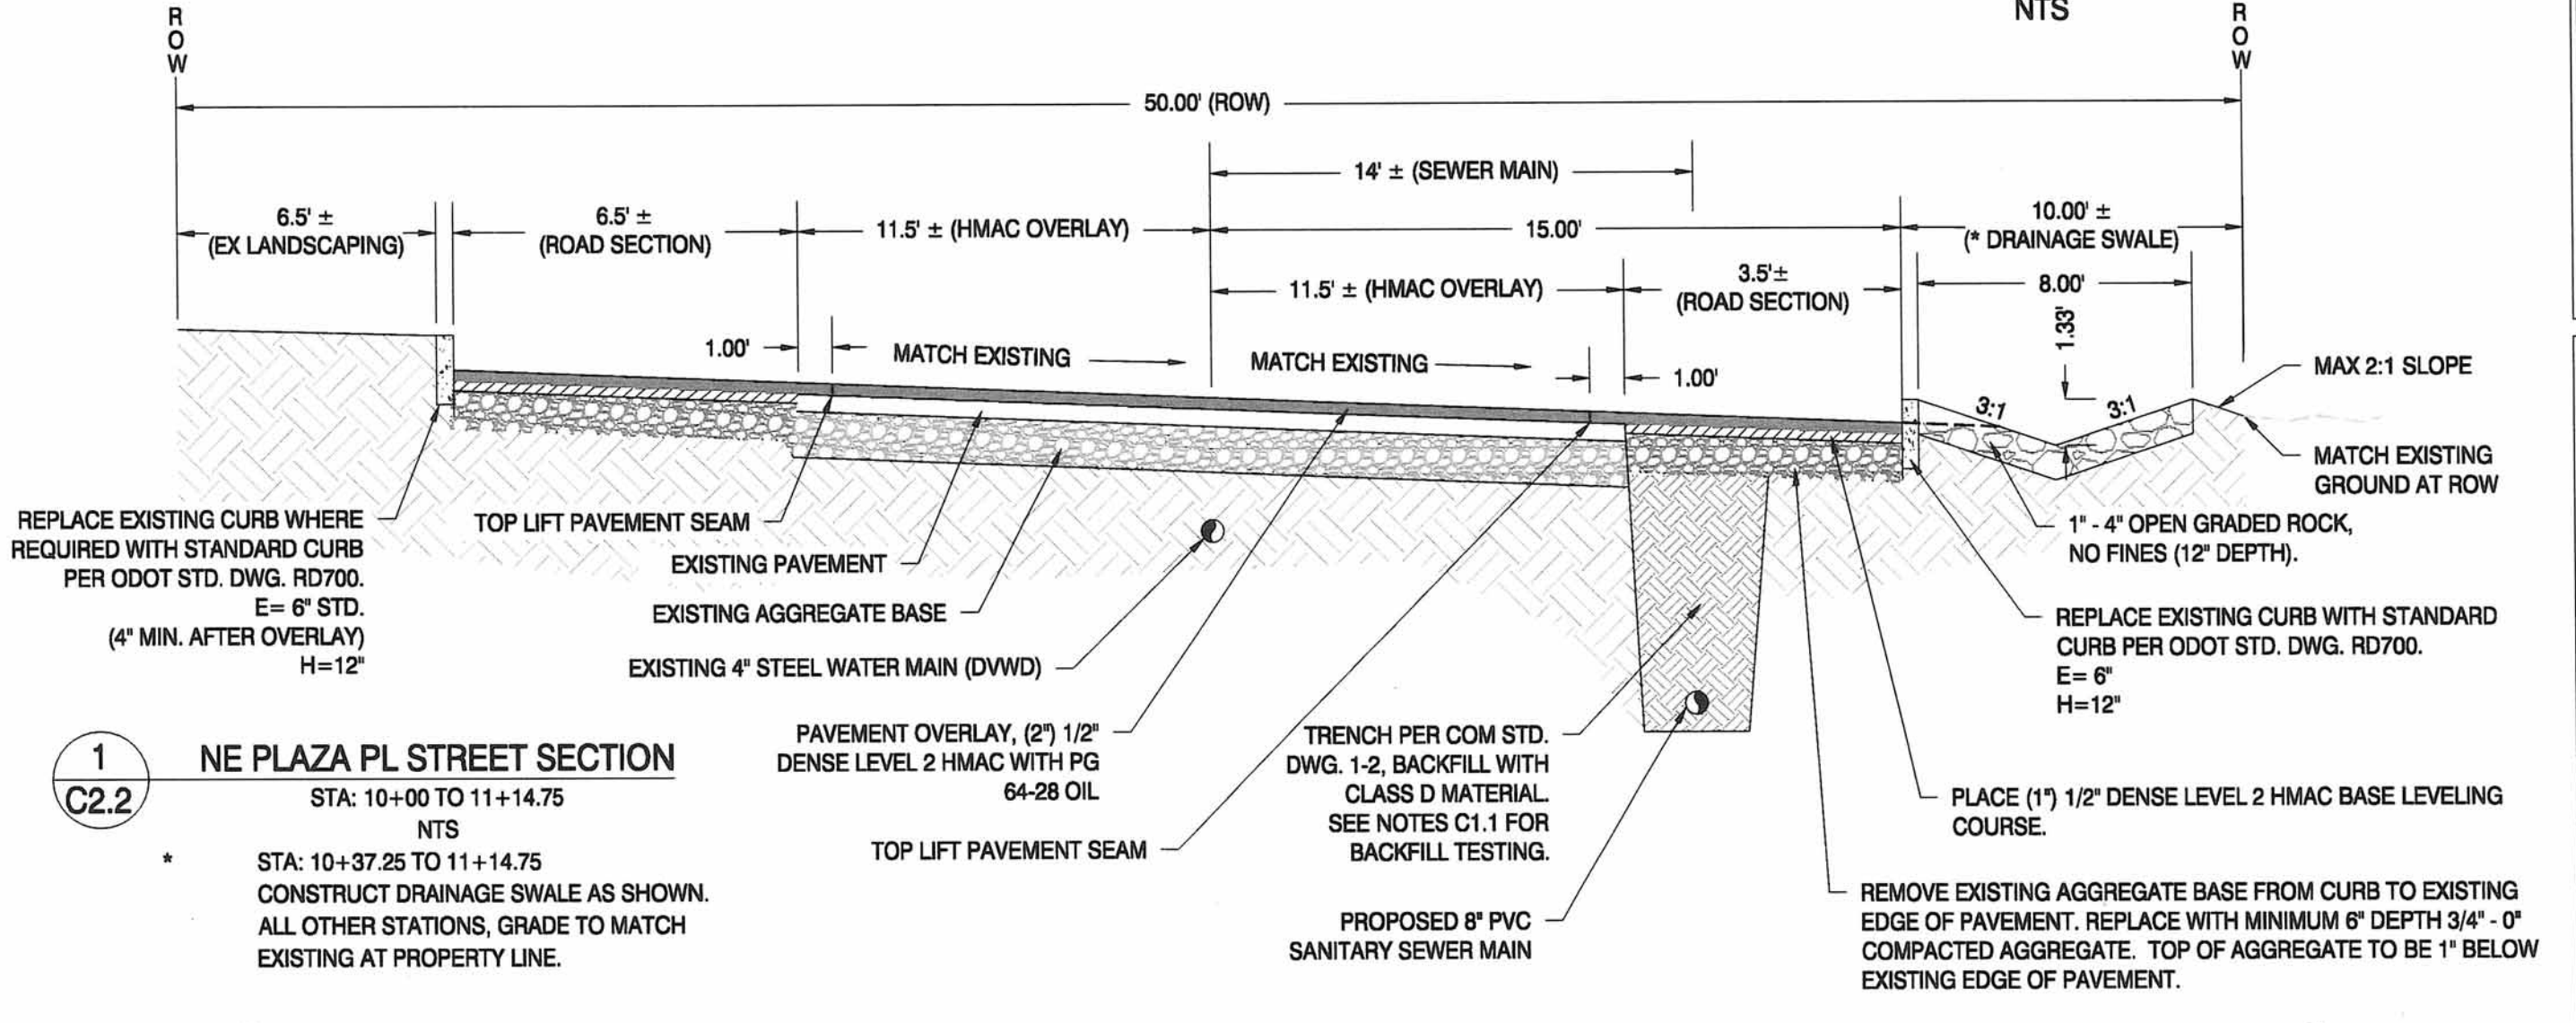 NTS
ROW
ROW
50.00' (ROW)
14' ± (SEWER MAIN)
6.5' ±
(EX LANDSCAPING)
6.5' ±
(ROAD SECTION)
11.5' ± (HMAC OVERLAY)
15.00'
10.00' ±
(* DRAINAGE SWALE)
11.5' ± (HMAC OVERLAY)
3.5'±
(ROAD SECTION)
8.00'
1.33'
1.00'
MATCH EXISTING
MATCH EXISTING
1.00'
3:1
3:1
MAX 2:1 SLOPE
MATCH EXISTING
GROUND AT ROW
1" - 4" OPEN GRADED ROCK,
NO FINES (12" DEPTH).
REPLACE EXISTING CURB WITH STANDARD
CURB PER ODOT STD. DWG. RD700.
E= 6"
H=12"
REPLACE EXISTING CURB WHERE
REQUIRED WITH STANDARD CURB
PER ODOT STD. DWG. RD700.
E= 6" STD.
(4" MIN. AFTER OVERLAY)
H=12"
TOP LIFT PAVEMENT SEAM
EXISTING PAVEMENT
EXISTING AGGREGATE BASE
EXISTING 4" STEEL WATER MAIN (DVWD)
PAVEMENT OVERLAY, (2") 1/2"
DENSE LEVEL 2 HMAC WITH PG
64-28 OIL
TOP LIFT PAVEMENT SEAM
TRENCH PER COM STD.
DWG. 1-2, BACKFILL WITH
CLASS D MATERIAL.
SEE NOTES C1.1 FOR
BACKFILL TESTING.
PROPOSED 8" PVC
SANITARY SEWER MAIN
PLACE (1") 1/2" DENSE LEVEL 2 HMAC BASE LEVELING
COURSE.
REMOVE EXISTING AGGREGATE BASE FROM CURB TO EXISTING
EDGE OF PAVEMENT. REPLACE WITH MINIMUM 6" DEPTH 3/4" - 0"
COMPACTED AGGREGATE. TOP OF AGGREGATE TO BE 1" BELOW
EXISTING EDGE OF PAVEMENT.
1
C2.2
NE PLAZA PL STREET SECTION
STA: 10+00 TO 11+14.75
NTS
* STA: 10+37.25 TO 11+14.75
CONSTRUCT DRAINAGE SWALE AS SHOWN.
ALL OTHER STATIONS, GRADE TO MATCH
EXISTING AT PROPERTY LINE.